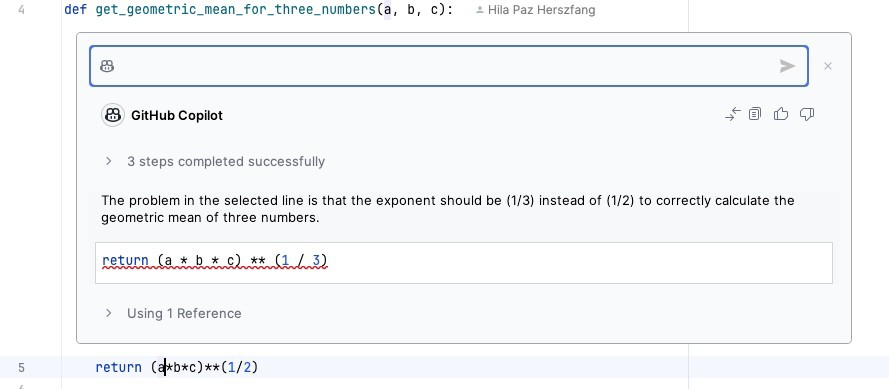 4 def get_geometric_mean_for_three_numbers(a, b, c): Hila Paz Herszfang
GitHub Copilot
3 steps completed successfully
The problem in the selected line is that the exponent should be (1/3) instead of (1/2) to correctly calculate the
geometric mean of three numbers.
return (a * b * c) ** (1 / 3)
Using 1 Reference
5 return (a*b*c)**(1/2)